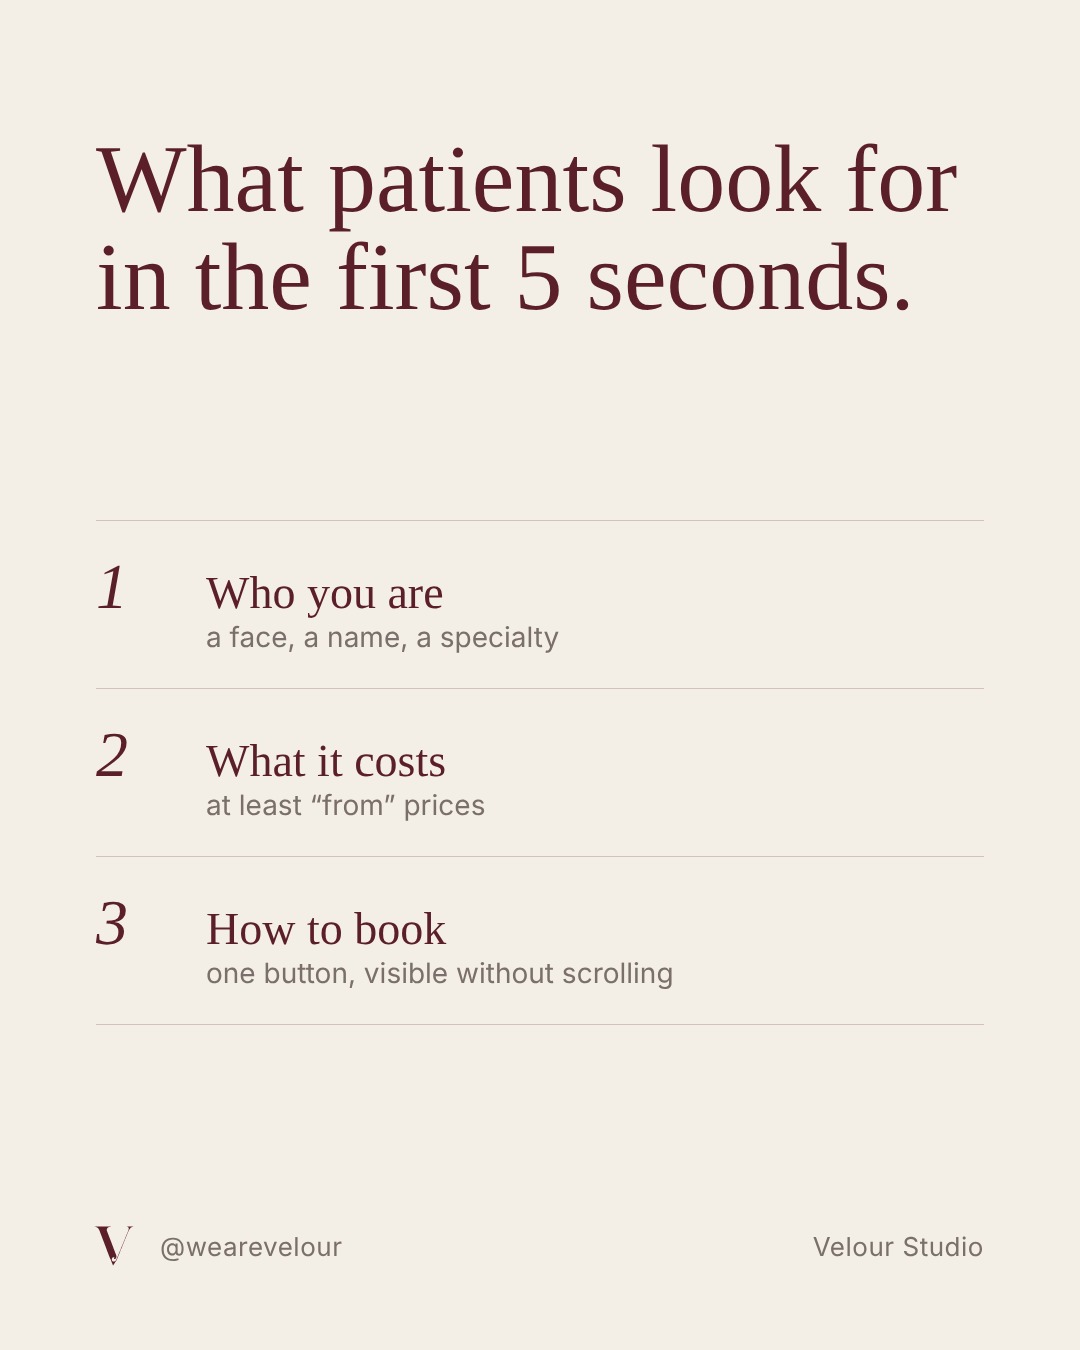 What patients look for
in the first 5 seconds.
1
Who you are
a face, a name, a specialty
2
What it costs
at least “from” prices
3
How to book
one button, visible without scrolling
V @wearevelour
Velour Studio